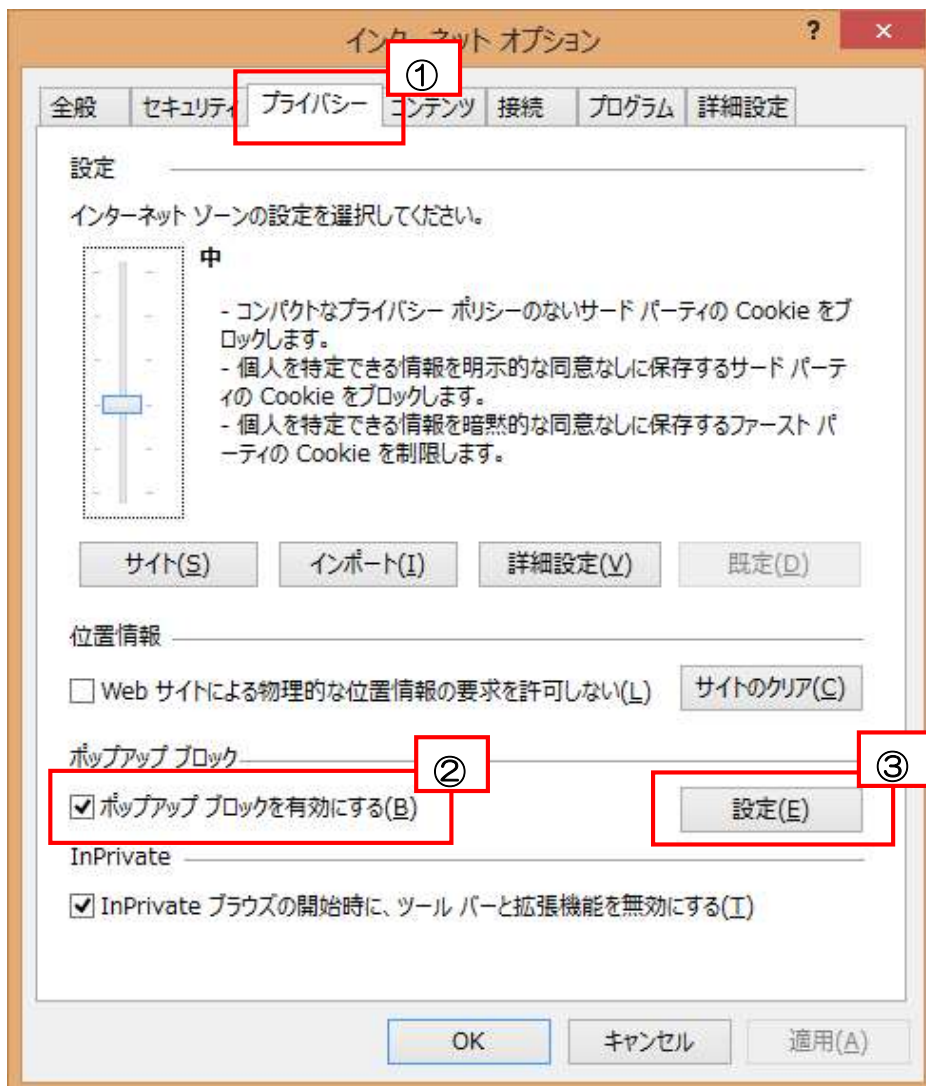 インターネット オプション
?
×
①
全般
セキュリティ
プライバシー
コンテンツ
接続
プログラム
詳細設定
設定
インターネット ゾーンの設定を選択してください。
中
- コンパクトなプライバシー ポリシーのないサード パーティの Cookie をブ
ロックします。
- 個人を特定できる情報を明示的な同意なしに保存するサード パーテ
ィの Cookie をブロックします。
- 個人を特定できる情報を暗黙的な同意なしに保存するファースト パ
ーティの Cookie を制限します。
サイト(S)
インポート(I)
詳細設定(V)
既定(D)
位置情報
Web サイトによる物理的な位置情報の要求を許可しない(L)
サイトのクリア(C)
ポップアップ ブロック
②
③
ポップアップ ブロックを有効にする(B)
設定(E)
InPrivate
InPrivate ブラウズの開始時に、ツール バーと拡張機能を無効にする(T)
OK
キャンセル
適用(A)